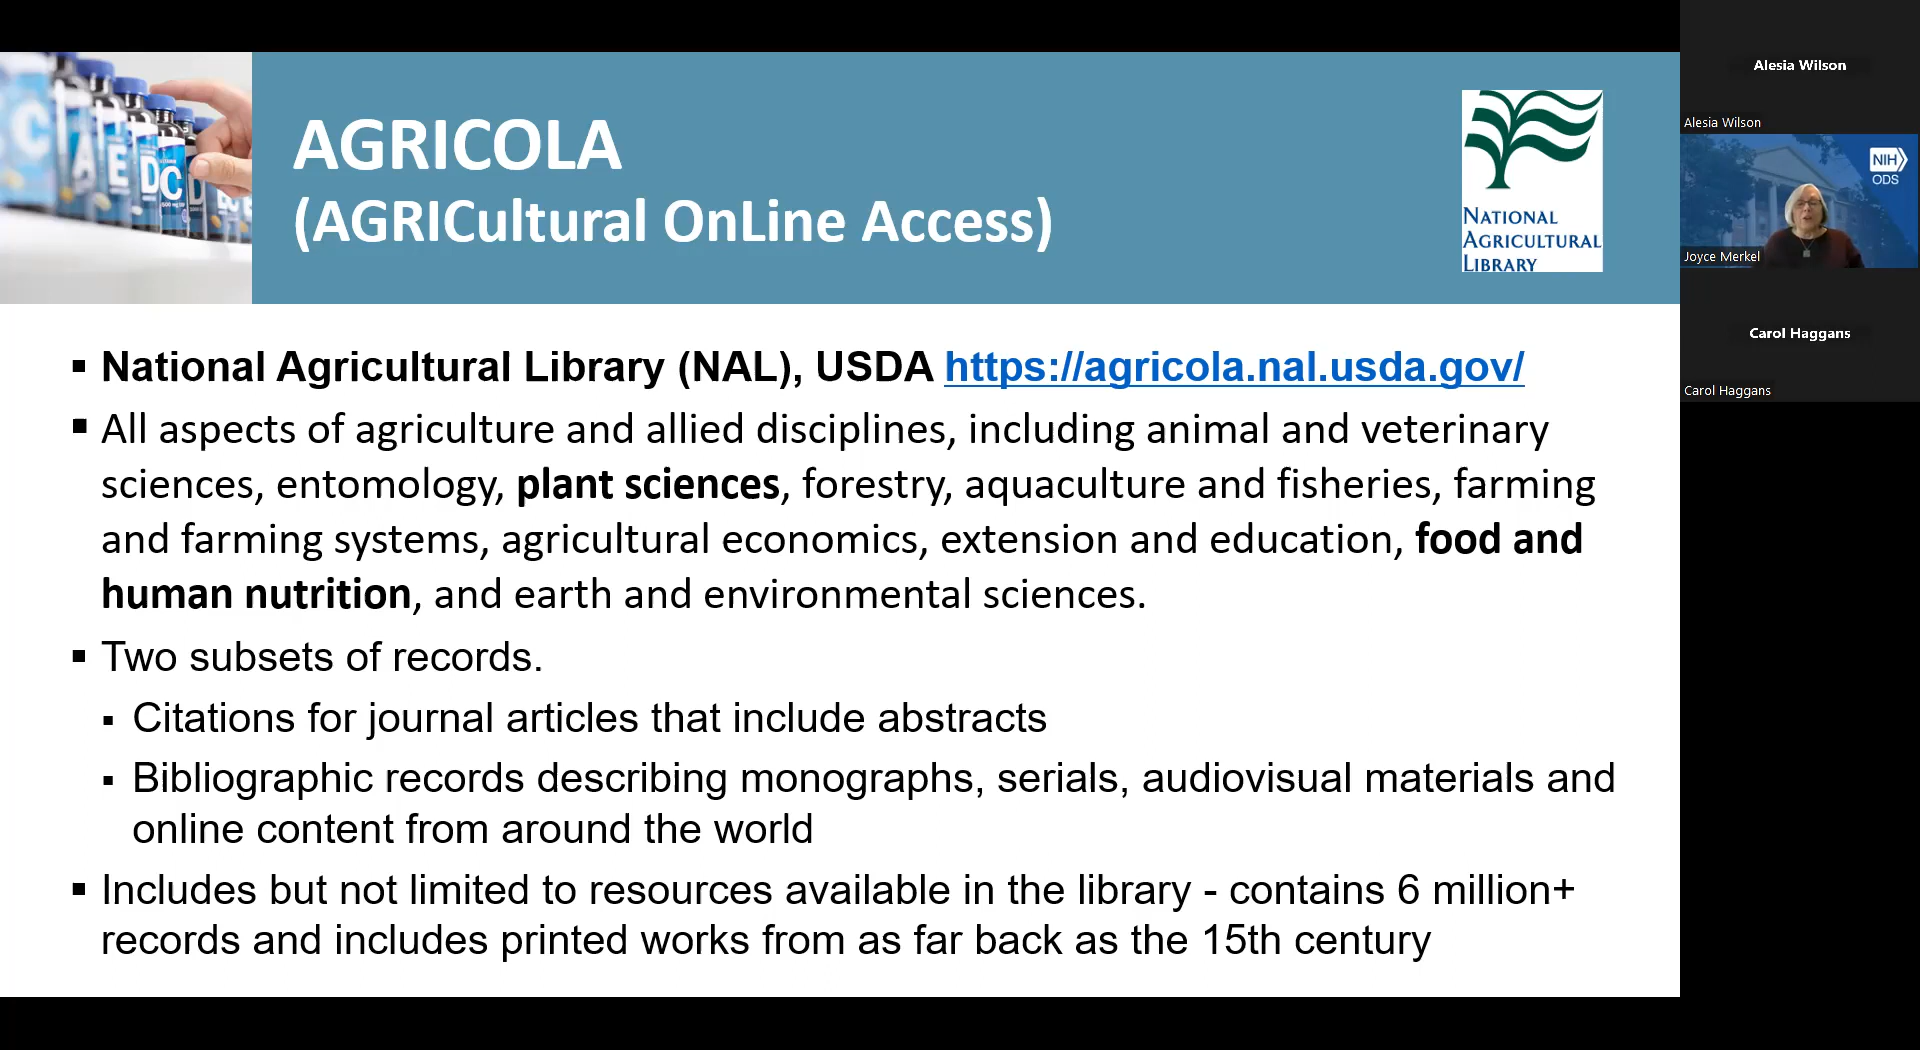 AGRICOLA
(AGRICultural OnLine Access)
NATIONAL
AGRICULTURAL
LIBRARY
C
A
E
D
C
D
▪ National Agricultural Library (NAL), USDA https://agricola.nal.usda.gov/
▪ All aspects of agriculture and allied disciplines, including animal and veterinary
sciences, entomology, plant sciences, forestry, aquaculture and fisheries, farming
and farming systems, agricultural economics, extension and education, food and
human nutrition, and earth and environmental sciences.
▪ Two subsets of records.
▪ Citations for journal articles that include abstracts
▪ Bibliographic records describing monographs, serials, audiovisual materials and
online content from around the world
▪ Includes but not limited to resources available in the library - contains 6 million+
records and includes printed works from as far back as the 15th century
Alesia Wilson
Alesia Wilson
NIH
ODS
Joyce Merkel
Carol Haggans
Carol Haggans